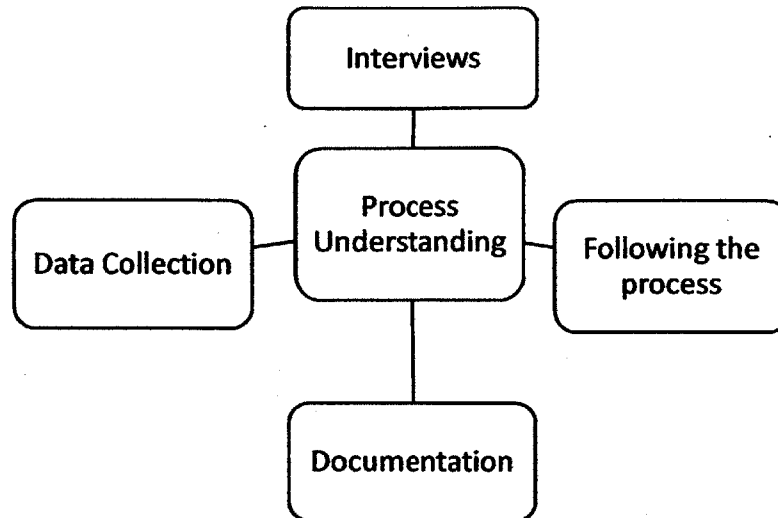 Interviews
Process
Understanding
Data Collection
Following the
process
Documentation